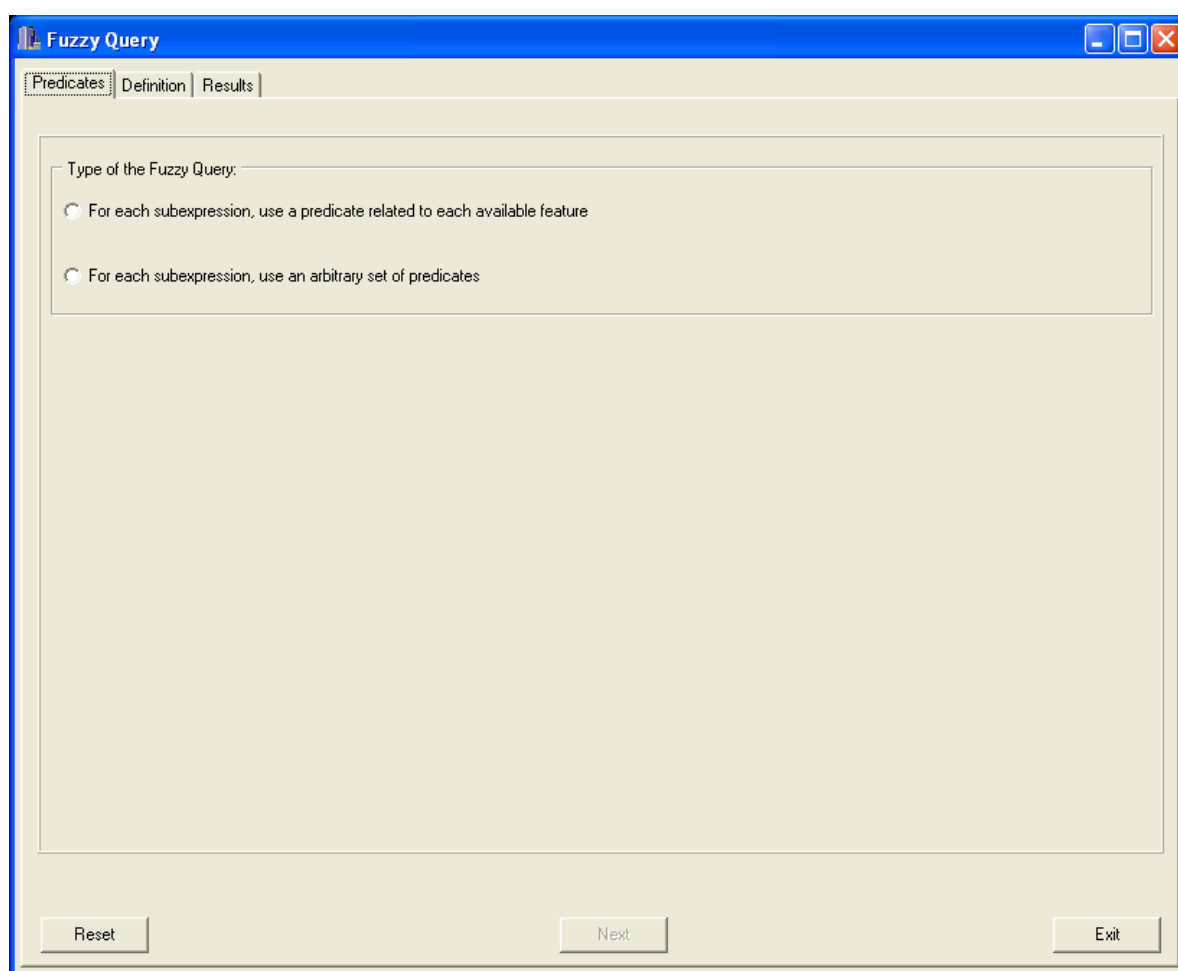 Fuzzy Query
Predicates Definition Results
Type of the Fuzzy Query:
For each subexpression, use a predicate related to each available feature
For each subexpression, use an arbitrary set of predicates
Reset Next Exit